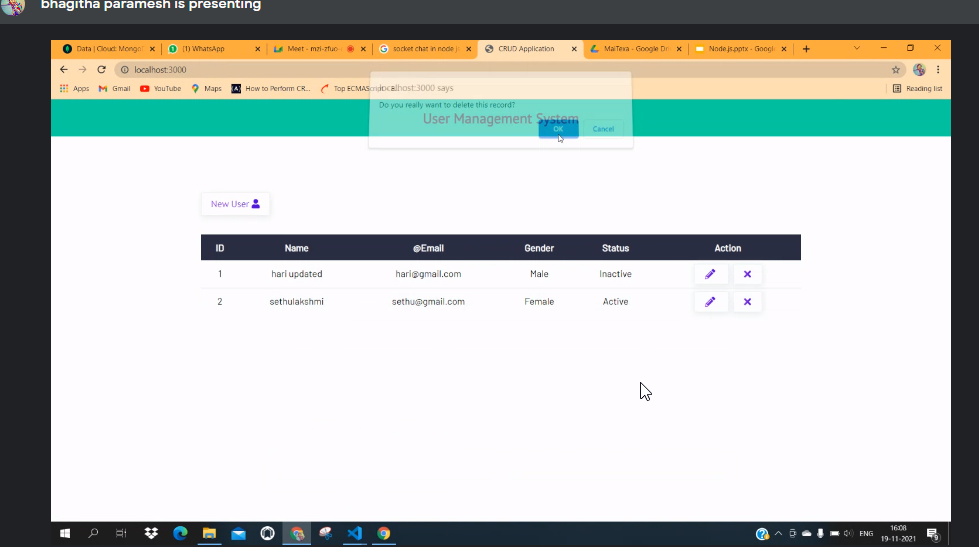 bhagitha paramesh is presenting
Data | Cloud: Mongo
(1) WhatsApp
Meet - mzi-zfuo
socket chat in node js
CRUD Application
MaiTexa - Google Dri
Node.js.pptx - Google
localhost:3000
Apps
Gmail
YouTube
Maps
How to Perform CR...
Top ECMAScript
Reading list
localhost:3000 says
Do you really want to delete this record?
User Management System
OK
Cancel
New User
ID Name @Email Gender Status Action
1 hari updated hari@gmail.com Male Inactive
2 sethulakshmi sethu@gmail.com Female Active
ENG
16:08
19-11-2021